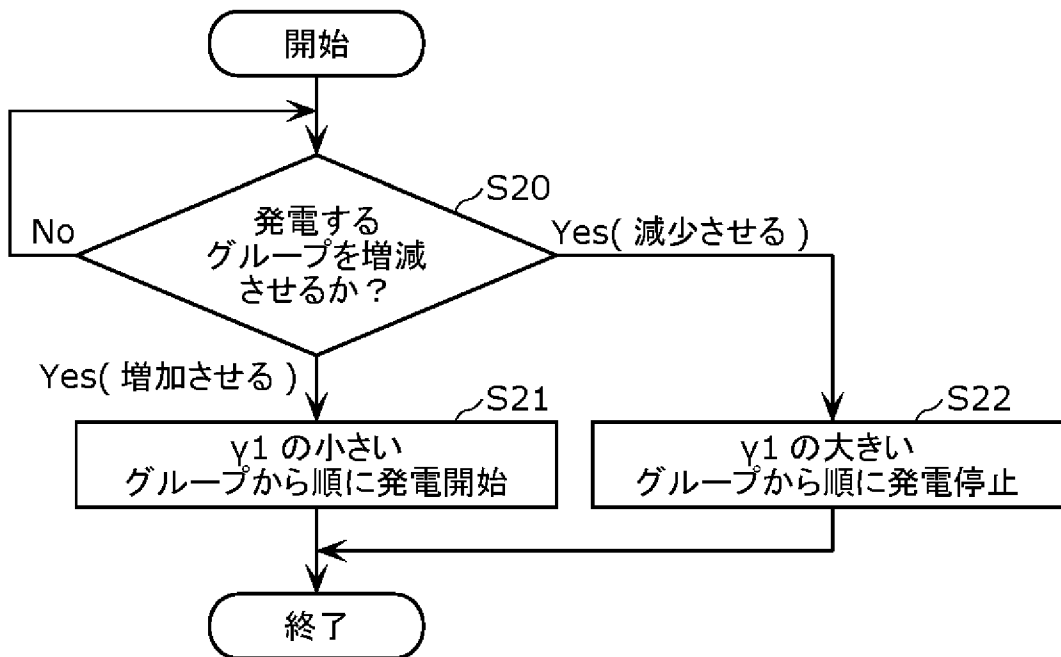 開始
S20
発電する
グループを増減
させるか？
No
Yes( 減少させる )
Yes( 増加させる )
S21
γ1 の小さい
グループから順に発電開始
S22
γ1 の大きい
グループから順に発電停止
終了